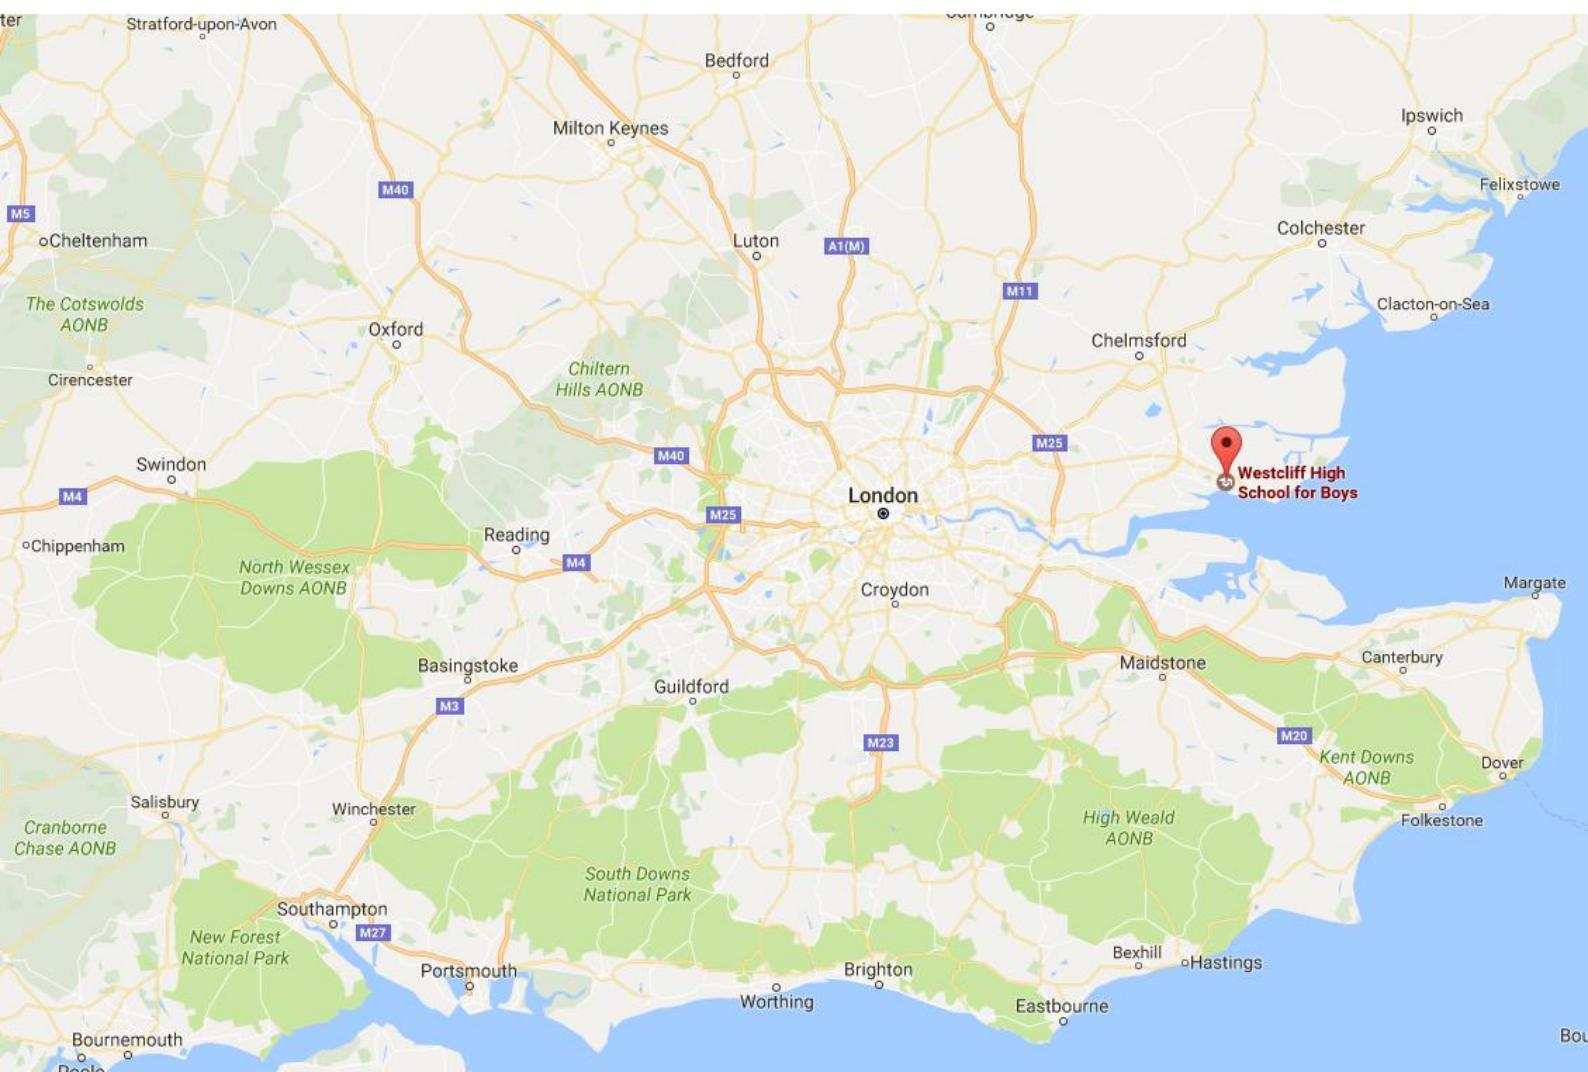 ter
Stratford-upon-Avon
Cambridge
Bedford
Milton Keynes
Ipswich
M40
Felixstowe
M5
Cheltenham
Luton
A1(M)
Colchester
M11
The Cotswolds
AONB
Clacton-on-Sea
Oxford
Chelmsford
Cirencester
Chiltern
Hills AONB
M25
M40
Swindon
Westcliff High
School for Boys
M4
London
M25
Reading
Chippenham
M4
North Wessex
Downs AONB
Croydon
Margate
Basingstoke
Maidstone
Canterbury
Guildford
M3
M23
M20
Kent Downs
AONB
Dover
Salisbury
Winchester
Folkestone
Cranborne
Chase AONB
High Weald
AONB
South Downs
National Park
Southampton
M27
New Forest
National Park
Portsmouth
Brighton
Bexhill
Hastings
Worthing
Eastbourne
Bournemouth
Bou
Poole